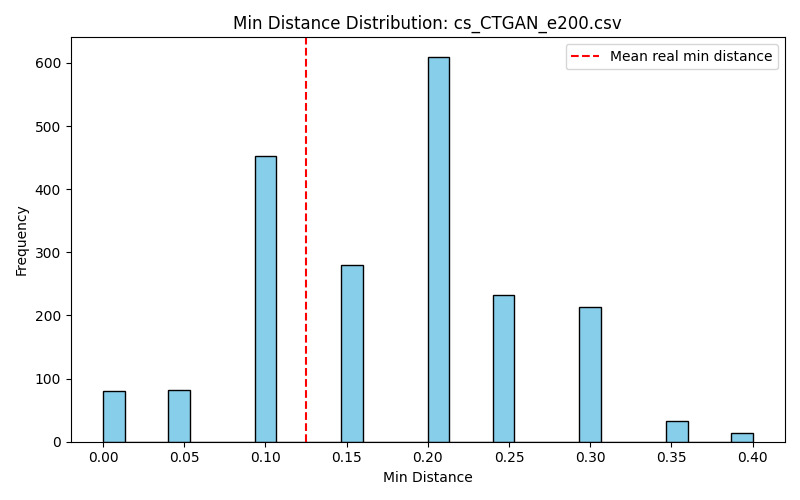 Min Distance Distribution: cs_CTGAN_e200.csv
Mean real min distance
Frequency
600
500
400
300
200
100
0
0.00 0.05 0.10 0.15 0.20 0.25 0.30 0.35 0.40
Min Distance